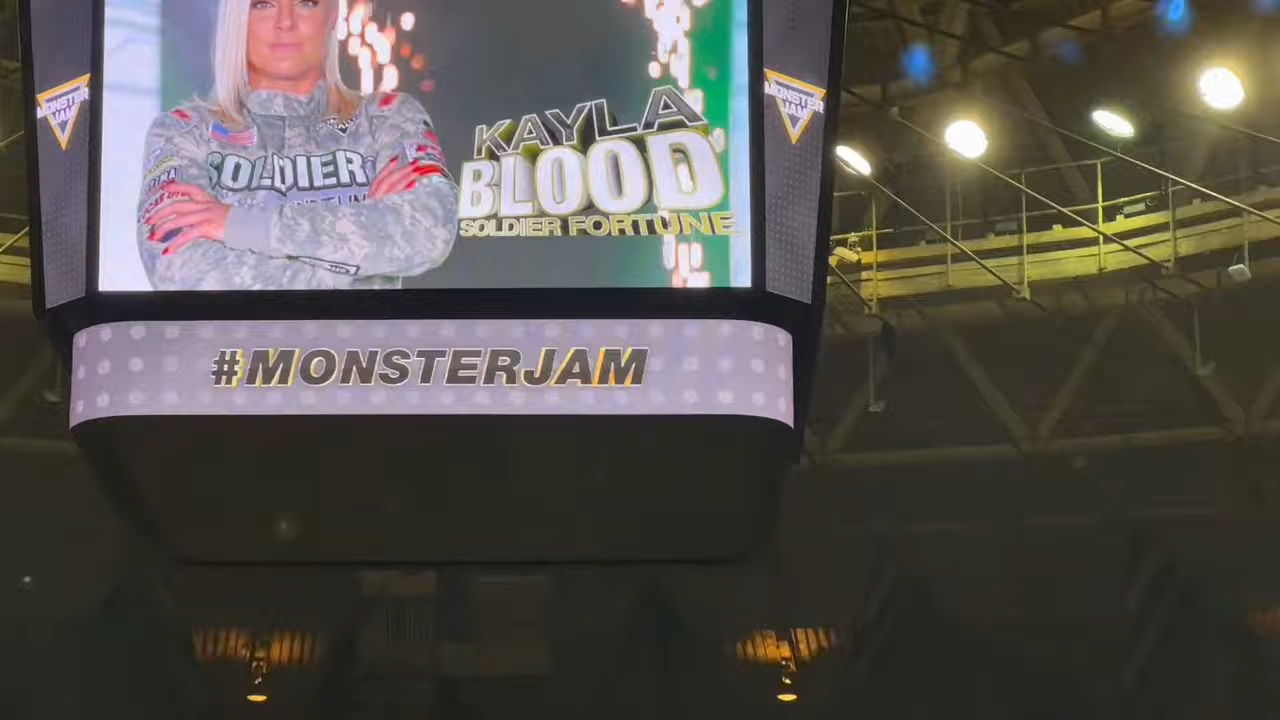 MONSTER
JAM
MONSTER
JAM
KAYLA
BLOOD
SOLDIER FORTUNE
SOLDIER
#MONSTERJAM